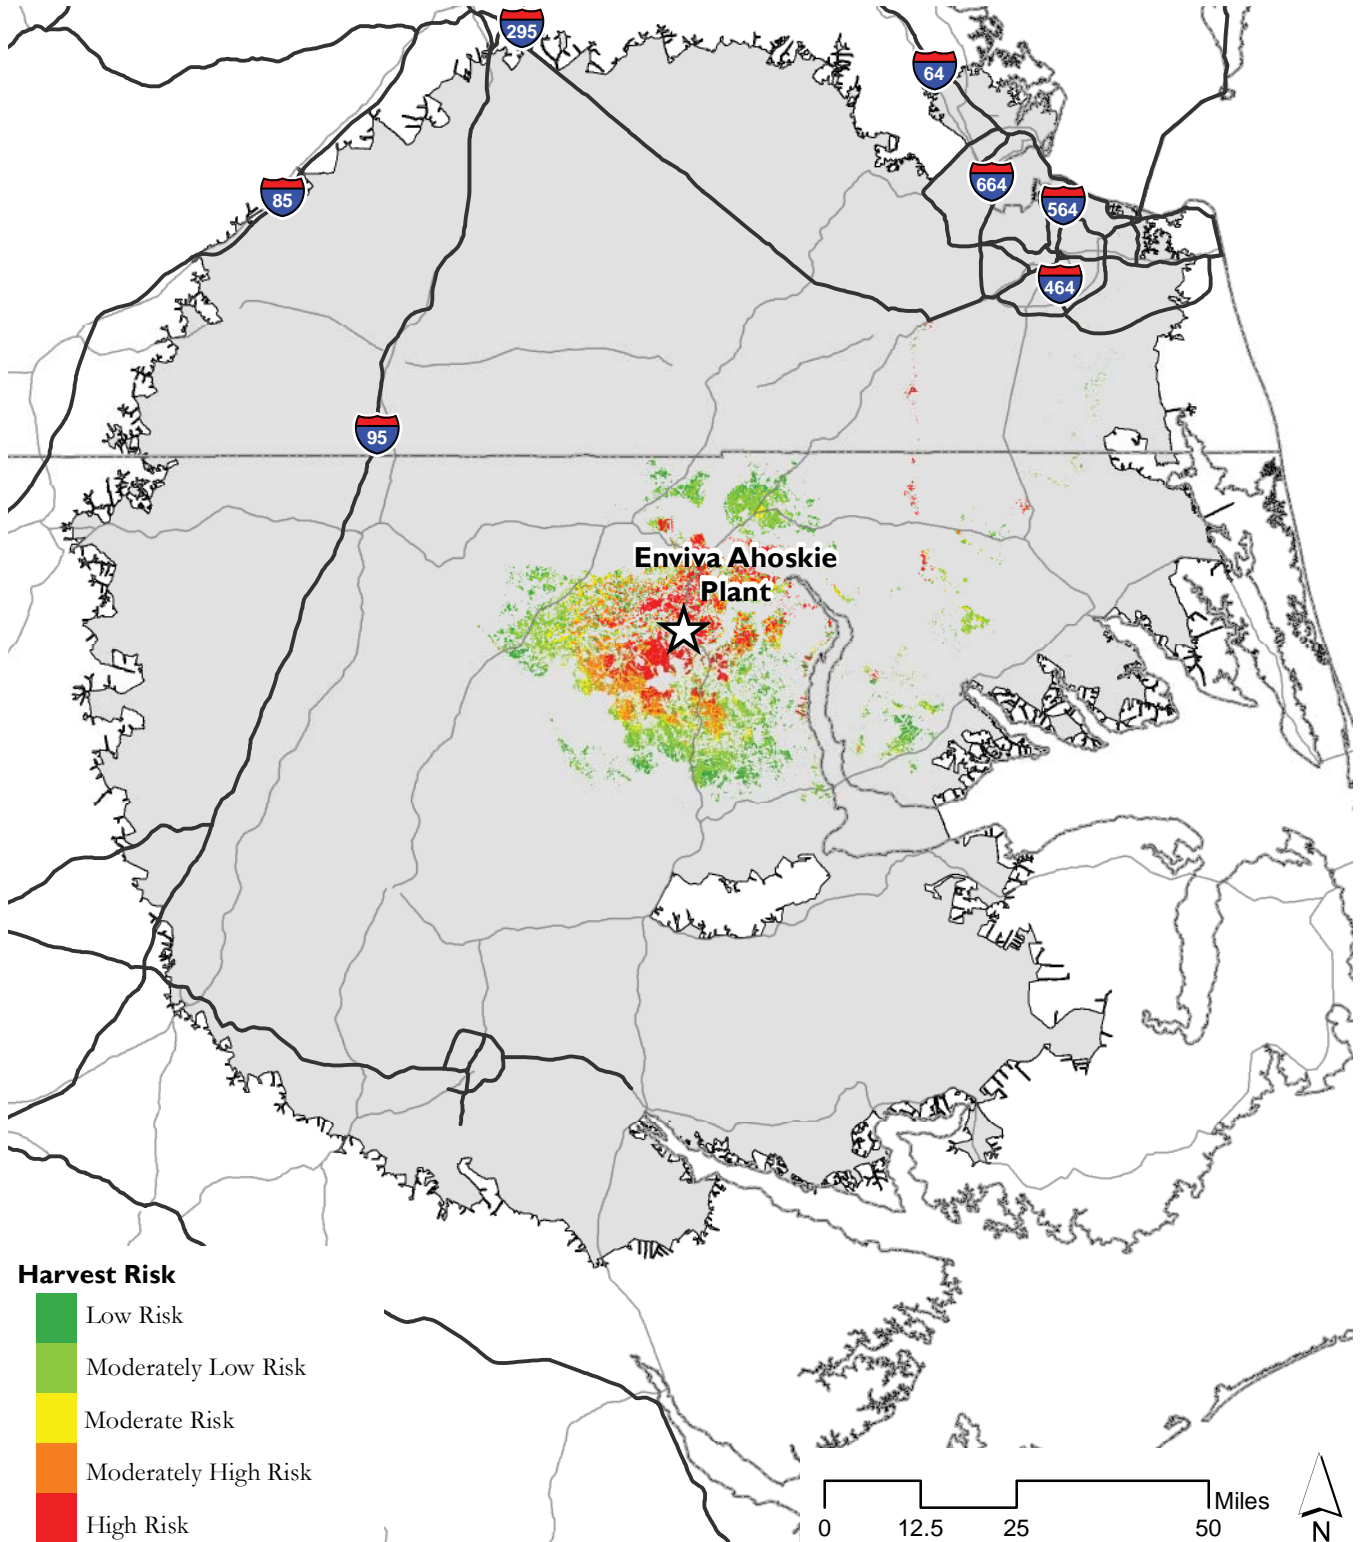 295
64
85
664
564
464
95
Enviva Ahoskie
Plant
Harvest Risk
Low Risk
Moderately Low Risk
Moderate Risk
Moderately High Risk
High Risk
Miles
0 12.5 25 50
N